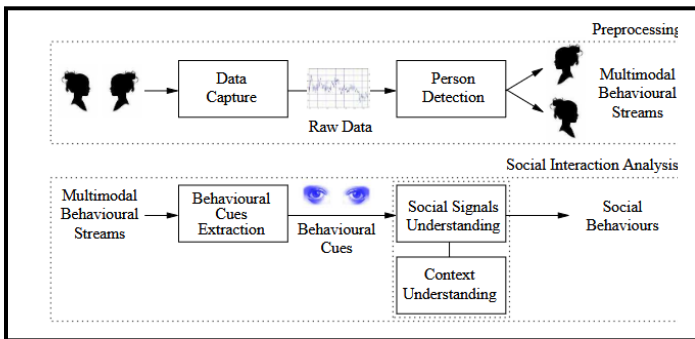 Preprocessing
Data
Capture
Raw Data
Person
Detection
Multimodal
Behavioural
Streams
Social Interaction Analysis
Multimodal
Behavioural
Streams
Behavioural
Cues
Extraction
Behavioural
Cues
Social Signals
Understanding
Context
Understanding
Social
Behaviours